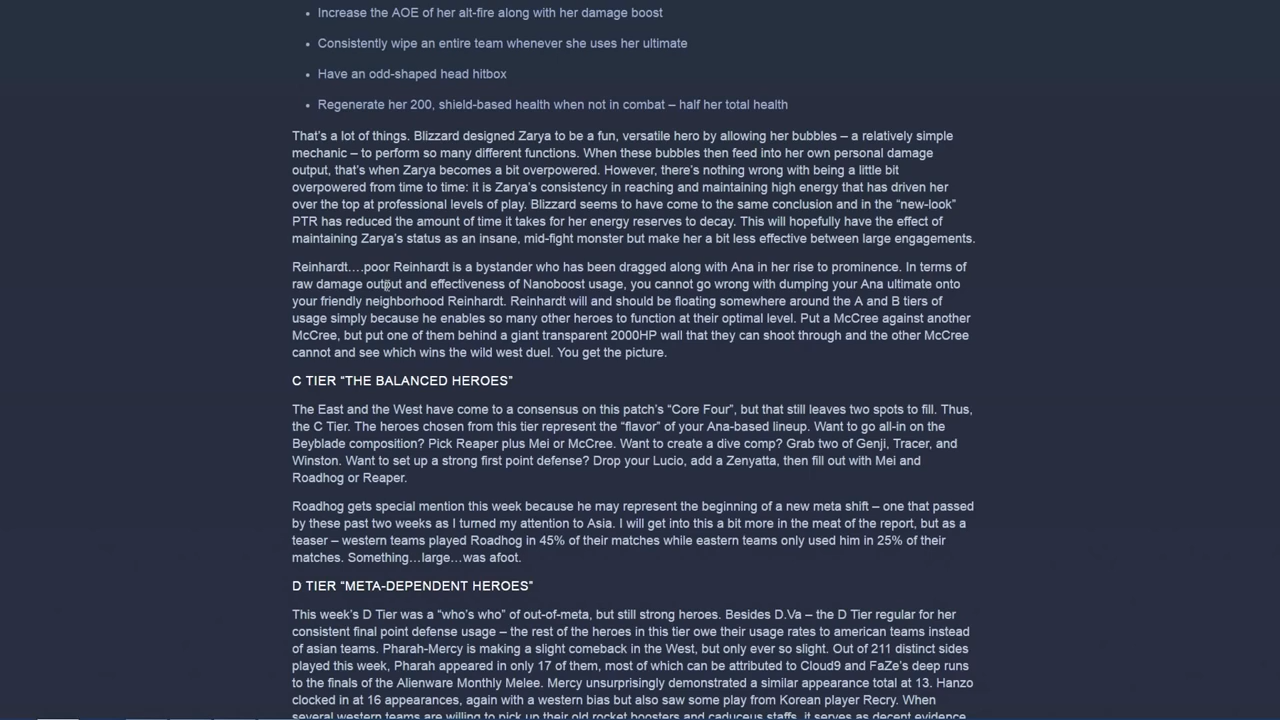 Increase the AOE of her alt-fire along with her damage boost
Consistently wipe an entire team whenever she uses her ultimate
Have an odd-shaped head hitbox
Regenerate her 200, shield-based health when not in combat – half her total health
That's a lot of things. Blizzard designed Zarya to be a fun, versatile hero by allowing her bubbles – a relatively simple
mechanic – to perform so many different functions. When these bubbles then feed into her own personal damage
output, that's when Zarya becomes a bit overpowered. However, there's nothing wrong with being a little bit
overpowered from time to time: it is Zarya's consistency in reaching and maintaining high energy that has driven her
over the top at professional levels of play. Blizzard seems to have come to the same conclusion and in the “new-look”
PTR has reduced the amount of time it takes for her energy reserves to decay. This will hopefully have the effect of
maintaining Zarya's status as an insane, mid-fight monster but make her a bit less effective between large engagements.
Reinhardt….poor Reinhardt is a bystander who has been dragged along with Ana in her rise to prominence. In terms of
raw damage output and effectiveness of Nanoboost usage, you cannot go wrong with dumping your Ana ultimate onto
your friendly neighborhood Reinhardt. Reinhardt will and should be floating somewhere around the A and B tiers of
usage simply because he enables so many other heroes to function at their optimal level. Put a McCree against another
McCree, but put one of them behind a giant transparent 2000HP wall that they can shoot through and the other McCree
cannot and see which wins the wild west duel. You get the picture.
C TIER “THE BALANCED HEROES”
The East and the West have come to a consensus on this patch's “Core Four”, but that still leaves two spots to fill. Thus,
the C Tier. The heroes chosen from this tier represent the “flavor” of your Ana-based lineup. Want to go all-in on the
Beyblade composition? Pick Reaper plus Mei or McCree. Want to create a dive comp? Grab two of Genji, Tracer, and
Winston. Want to set up a strong first point defense? Drop your Lucio, add a Zenyatta, then fill out with Mei and
Roadhog or Reaper.
Roadhog gets special mention this week because he may represent the beginning of a new meta shift – one that passed
by these past two weeks as I turned my attention to Asia. I will get into this a bit more in the meat of the report, but as a
teaser – western teams played Roadhog in 45% of their matches while eastern teams only used him in 25% of their
matches. Something…large…was afoot.
D TIER “META-DEPENDENT HEROES”
This week's D Tier was a “who's who” of out-of-meta, but still strong heroes. Besides D.Va – the D Tier regular for her
consistent final point defense usage – the rest of the heroes in this tier owe their usage rates to american teams instead
of asian teams. Pharah-Mercy is making a slight comeback in the West, but only ever so slight. Out of 211 distinct sides
played this week, Pharah appeared in only 17 of them, most of which can be attributed to Cloud9 and FaZe's deep runs
to the finals of the Alienware Monthly Melee. Mercy unsurprisingly demonstrated a similar appearance total at 13. Hanzo
clocked in at 16 appearances, again with a western bias but also saw some play from Korean player Recry. When
several western teams are willing to pick up their old rocket boosters and caduceus staffs, it serves as decent evidence